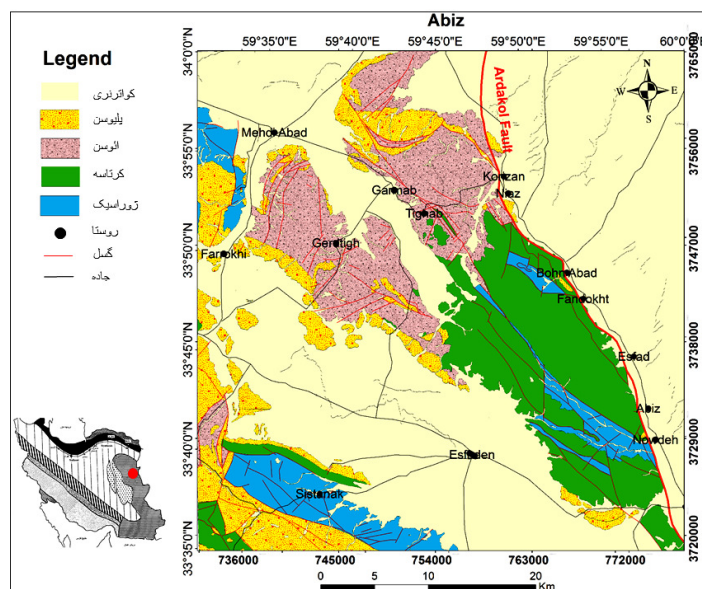 Abiz
Legend
کواترنری
پلیوسن
ائوسن
کرتاسه
ژوراسیک
روستا
گسل
جاده
59°35'0"E
59°40'0"E
59°45'0"E
59°50'0"E
59°55'0"E
60°0'0"E
34°0'0"N
33°55'0"N
33°50'0"N
33°45'0"N
33°40'0"N
33°35'0"N
3765000
3756000
3747000
3738000
3729000
3720000
N
W
E
S
Ardakol Fault
Mehdi Abad
Korizan
Niaz
Garmab
Tighab
Gerdtigh
Farrokhi
Bohn Abad
Fandokht
Esfad
Abiz
Nowdeh
Esfeden
Sistanak
736000
745000
754000
763000
772000
0
5
10
20
Km